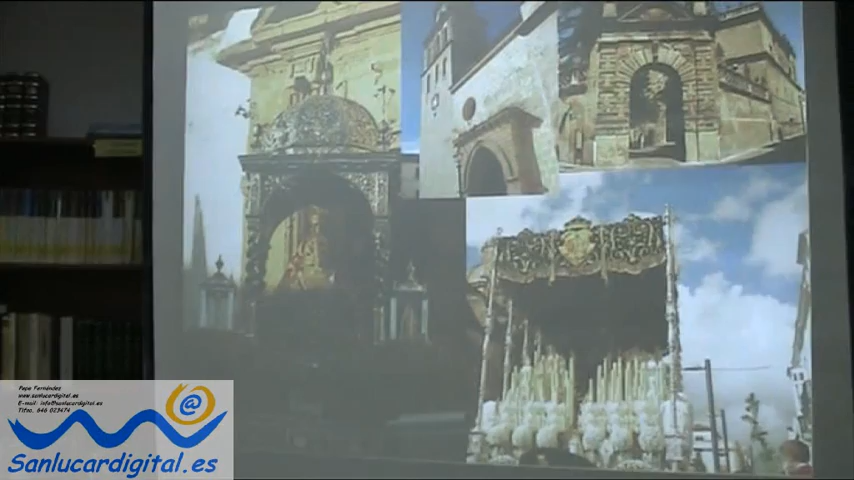 Pepe Fernández
www.sanlucardigital.es
E-mail: info@sanlucardigital.es
Tlfno. 646 023474
@
Sanlucardigital.es